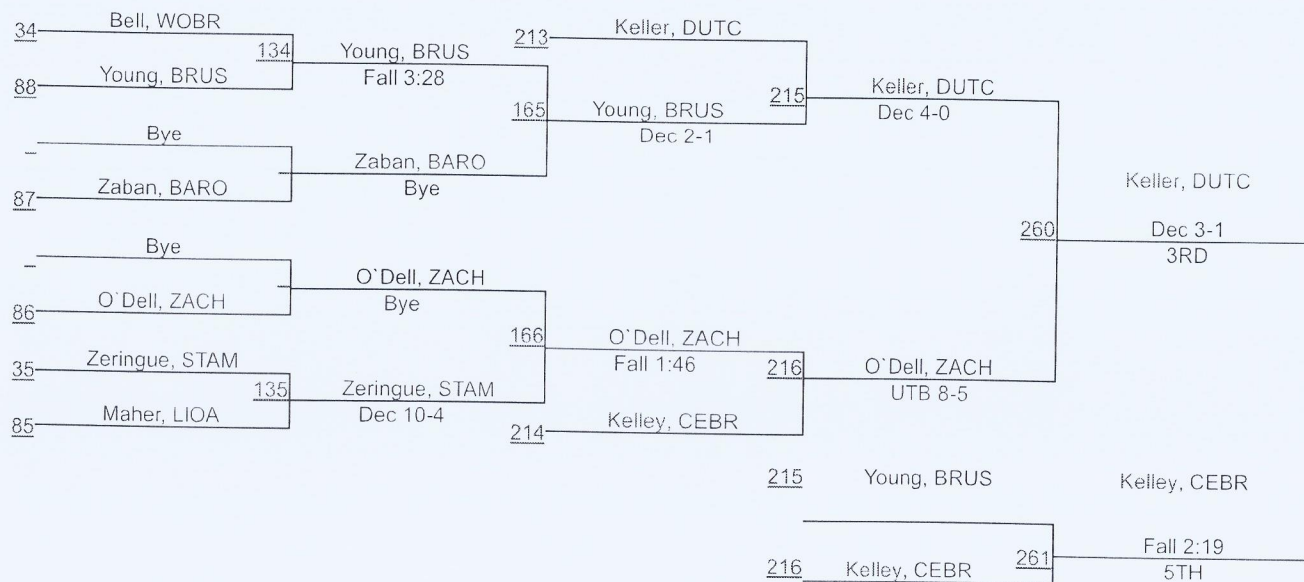 34 Bell, WOBR
88 Young, BRUS
134 Young, BRUS
Fall 3:28
Bye
87 Zaban, BARO
Zaban, BARO
Bye
165 Young, BRUS
Dec 2-1
213 Keller, DUTC
215 Keller, DUTC
Dec 4-0
Bye
86 O`Dell, ZACH
O`Dell, ZACH
Bye
35 Zeringue, STAM
85 Maher, LIOA
135 Zeringue, STAM
Dec 10-4
166 O`Dell, ZACH
Fall 1:46
214 Kelley, CEBR
216 O`Dell, ZACH
UTB 8-5
Keller, DUTC
260 Dec 3-1
3RD
215 Young, BRUS
216 Kelley, CEBR
Kelley, CEBR
261 Fall 2:19
5TH